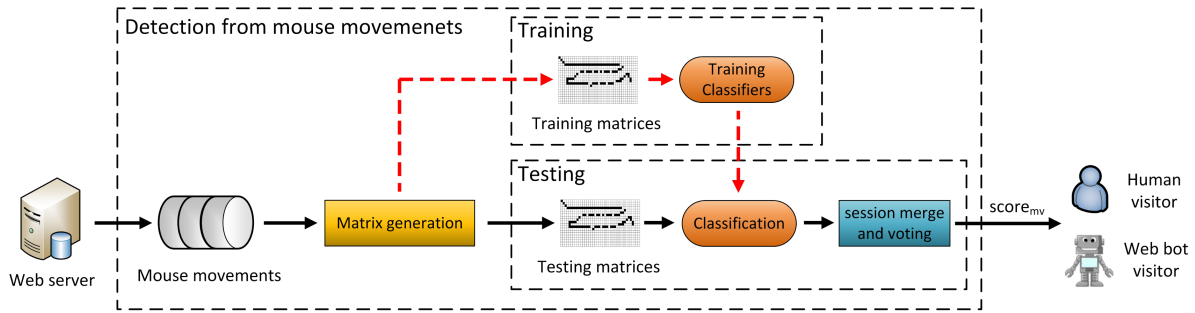 Detection from mouse movemenets
Training
Training
Classifiers
Training matrices
Testing
Web server
Mouse movements
Matrix generation
Testing matrices
Classification
session merge
and voting
score_mv
Human
visitor
Web bot
visitor